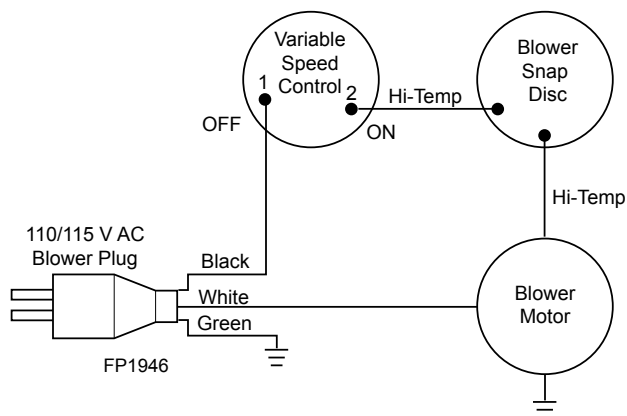 Variable
Speed
Control
1
2
OFF
ON
Hi-Temp
Blower
Snap
Disc
Hi-Temp
110/115 V AC
Blower Plug
Black
White
Green
FP1946
Blower
Motor